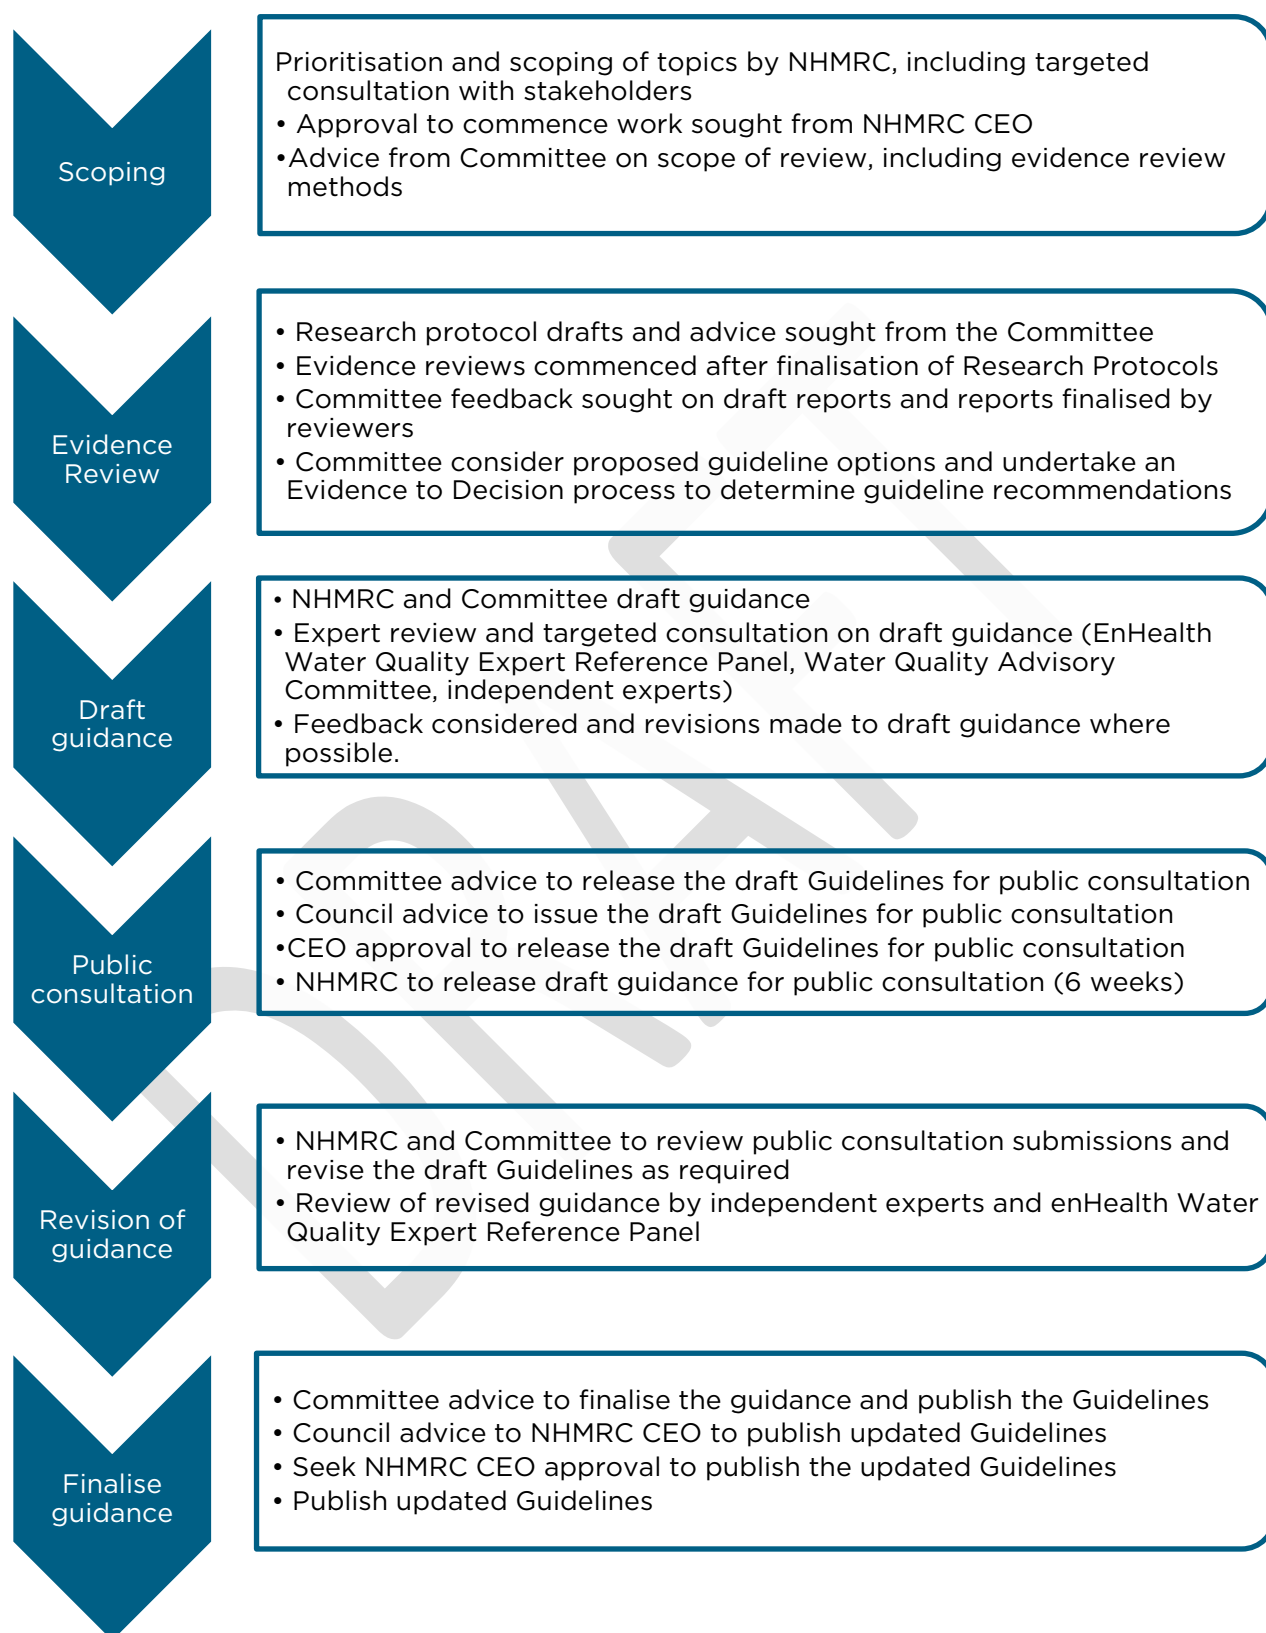 Scoping
Prioritisation and scoping of topics by NHMRC, including targeted
consultation with stakeholders
• Approval to commence work sought from NHMRC CEO
•Advice from Committee on scope of review, including evidence review
methods
Evidence
Review
• Research protocol drafts and advice sought from the Committee
• Evidence reviews commenced after finalisation of Research Protocols
• Committee feedback sought on draft reports and reports finalised by
reviewers
• Committee consider proposed guideline options and undertake an
Evidence to Decision process to determine guideline recommendations
Draft
guidance
• NHMRC and Committee draft guidance
• Expert review and targeted consultation on draft guidance (EnHealth
Water Quality Expert Reference Panel, Water Quality Advisory
Committee, independent experts)
• Feedback considered and revisions made to draft guidance where
possible.
Public
consultation
• Committee advice to release the draft Guidelines for public consultation
• Council advice to issue the draft Guidelines for public consultation
•CEO approval to release the draft Guidelines for public consultation
• NHMRC to release draft guidance for public consultation (6 weeks)
Revision of
guidance
• NHMRC and Committee to review public consultation submissions and
revise the draft Guidelines as required
• Review of revised guidance by independent experts and enHealth Water
Quality Expert Reference Panel
Finalise
guidance
• Committee advice to finalise the guidance and publish the Guidelines
• Council advice to NHMRC CEO to publish updated Guidelines
• Seek NHMRC CEO approval to publish the updated Guidelines
• Publish updated Guidelines
DRAFT